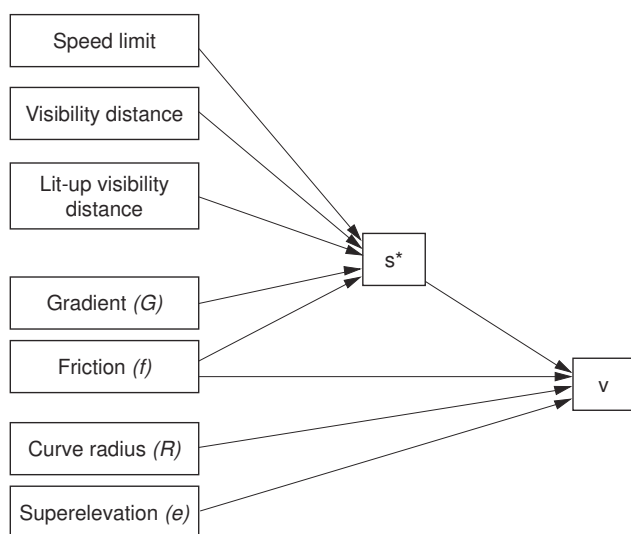 Speed limit
Visibility distance
Lit-up visibility
distance
s*
Gradient (G)
Friction (f)
v
Curve radius (R)
Superelevation (e)